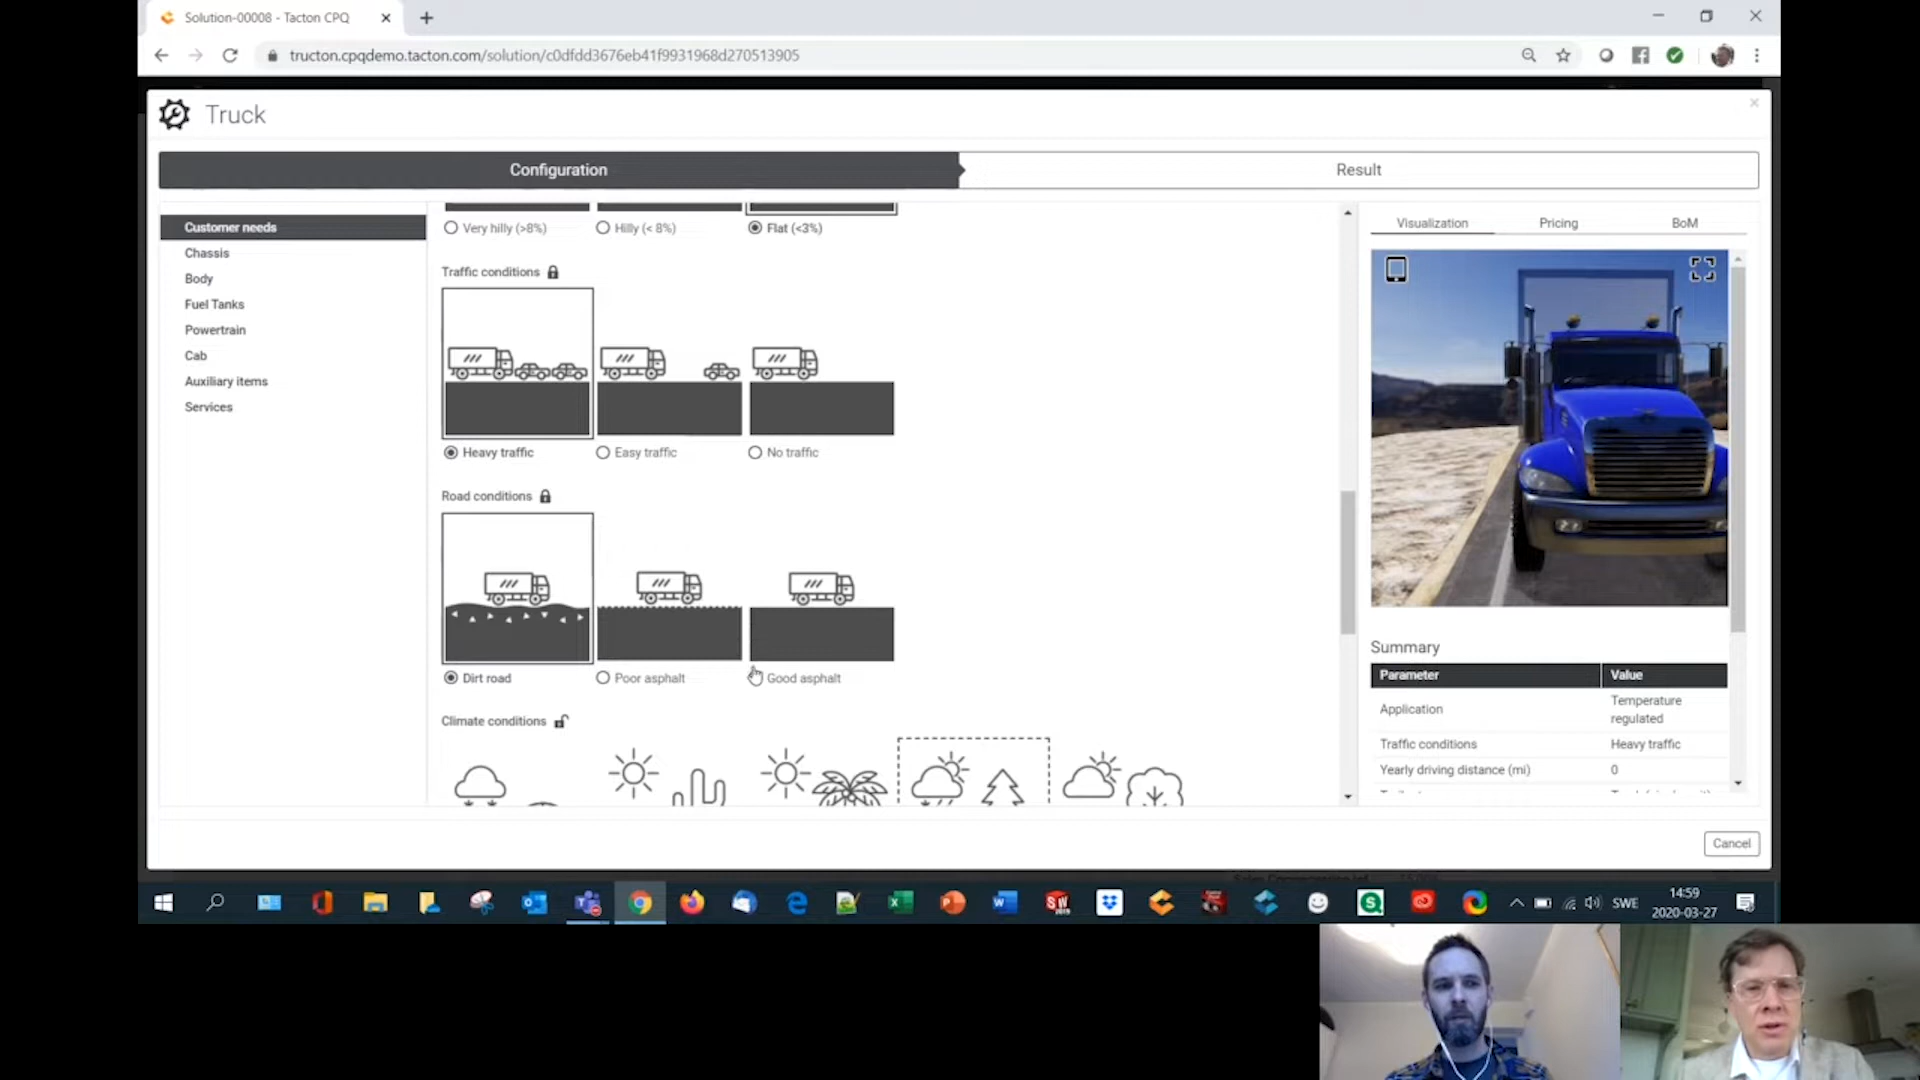 Solution-00008 - Tacton CPQ
tructon.cpqdemo.tacton.com/solution/c0dfdd3676eb41f9931968d270513905
Truck
Configuration
Result
Customer needs
Chassis
Body
Fuel Tanks
Powertrain
Cab
Auxiliary items
Services
Very hilly (>8%)
Hilly (< 8%)
Flat (<3%)
Traffic conditions
Heavy traffic
Easy traffic
No traffic
Road conditions
Dirt road
Poor asphalt
Good asphalt
Climate conditions
Visualization
Pricing
BoM
Summary
Parameter
Value
Application
Temperature
regulated
Traffic conditions
Heavy traffic
Yearly driving distance (mi)
0
Cancel
SWE
14:59
2020-03-27